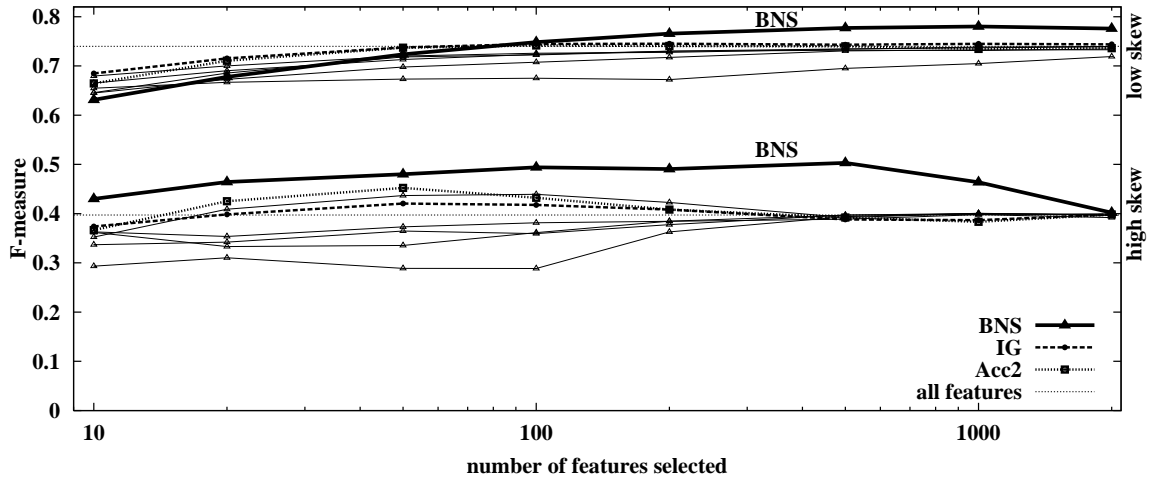 0.8
0.7
0.6
0.5
0.4
0.3
0.2
0.1
0
F-measure
BNS
BNS
low skew
high skew
BNS
IG
Acc2
all features
10 100 1000
number of features selected